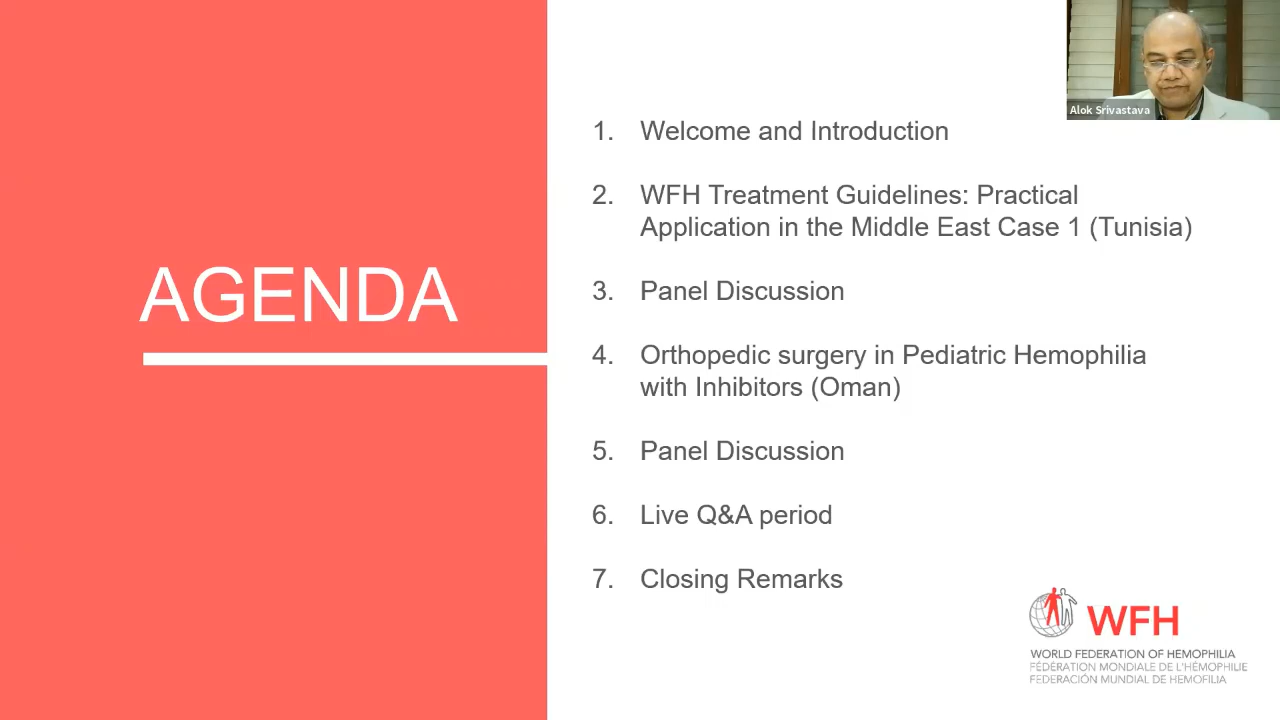 Alok Srivastava
AGENDA
1. Welcome and Introduction
2. WFH Treatment Guidelines: Practical
Application in the Middle East Case 1 (Tunisia)
3. Panel Discussion
4. Orthopedic surgery in Pediatric Hemophilia
with Inhibitors (Oman)
5. Panel Discussion
6. Live Q&A period
7. Closing Remarks
WFH
WORLD FEDERATION OF HEMOPHILIA
FÉDÉRATION MONDIALE DE L'HÉMOPHILIE
FEDERACIÓN MUNDIAL DE HEMOFILIA